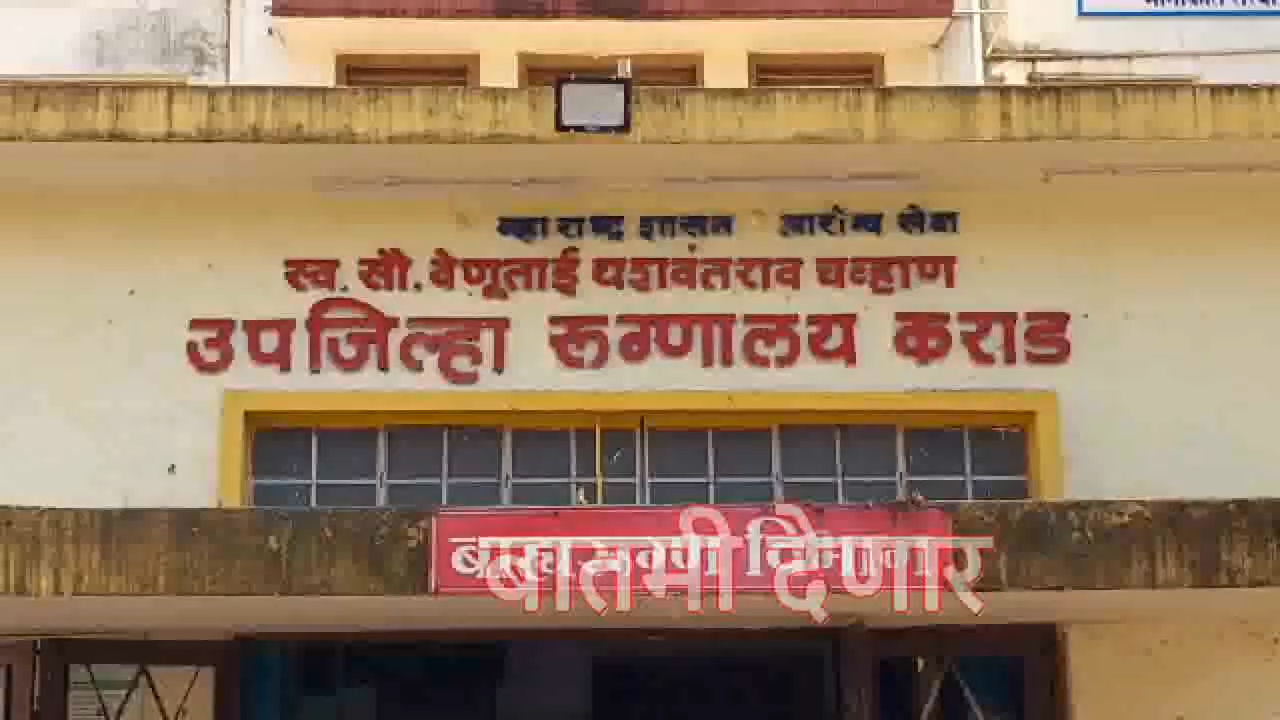 महाराष्ट्र शासन आरोग्य सेवा
स्व. सौ. वेणूताई यशवंतराव चव्हाण
उपजिल्हा रुग्णालय कराड
बाह्य रुग्ण विभाग
बातमी देणार